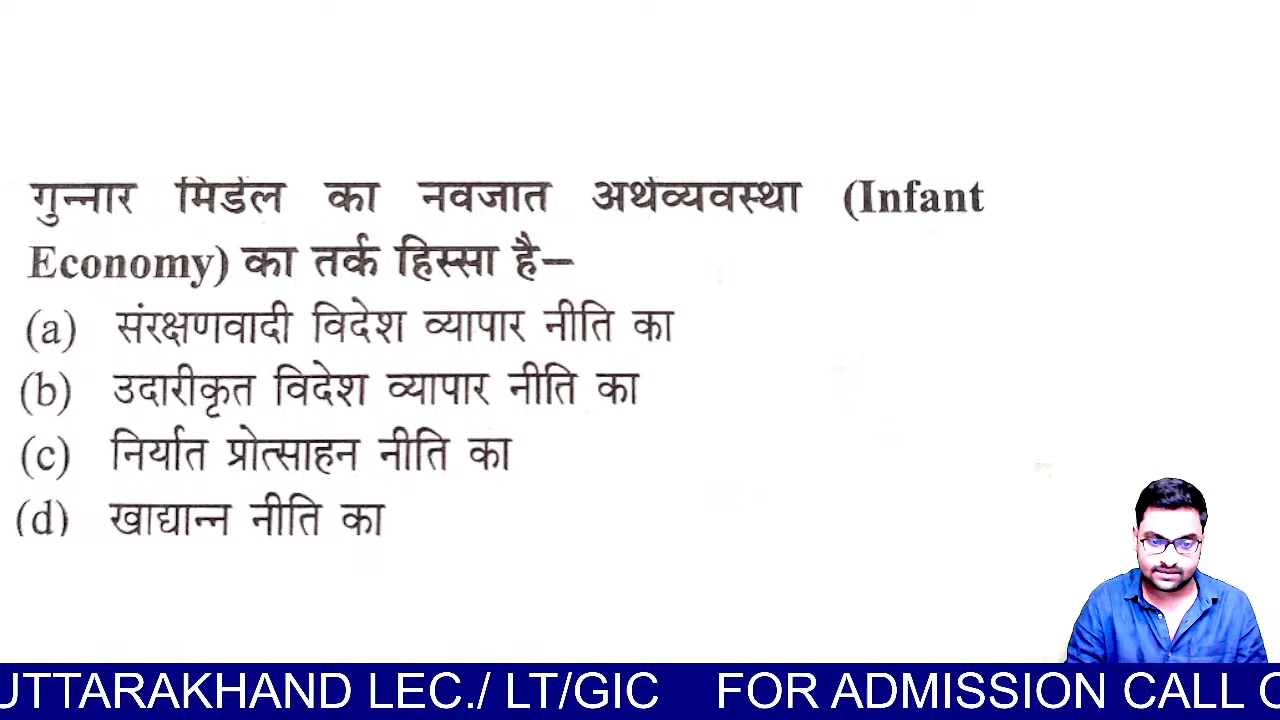 गुन्नार मिर्डल का नवजात अर्थव्यवस्था (Infant
Economy) का तर्क हिस्सा है–
(a) संरक्षणवादी विदेश व्यापार नीति का
(b) उदारीकृत विदेश व्यापार नीति का
(c) निर्यात प्रोत्साहन नीति का
(d) खाद्यान्न नीति का
UTTARAKHAND LEC./ LT/GIC FOR ADMISSION CALL